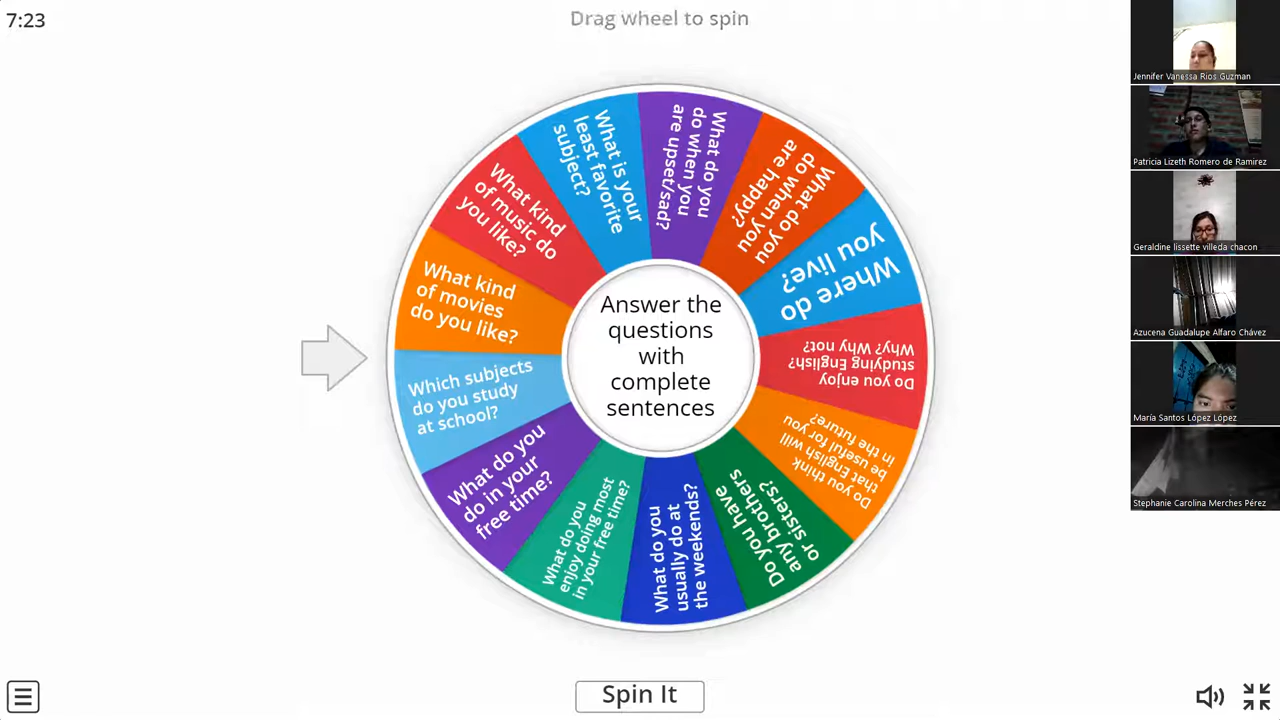 7:23
Drag wheel to spin
Answer the
questions
with
complete
sentences
What do you
do when you
are upset/sad?
What do you
do when you
are happy?
Where do
you live?
Do you enjoy
studying English?
Why? Why not?
Do you think
that English will
be useful for you
in the future?
Do you have
any brothers
or sisters?
What do you
usually do at
the weekends?
What do you
enjoy doing most
in your free time?
What do you
do in your
free time?
Which subjects
do you study
at school?
What kind
of movies
do you like?
What kind
of music do
you like?
What is your
least favorite
subject?
Spin It
Jennifer Vanessa Rios Guzman
Patricia Lizeth Romero de Ramirez
Geraldine lissette villeda chacon
Azucena Guadalupe Alfaro Chávez
María Santos López López
Stephanie Carolina Merches Pérez